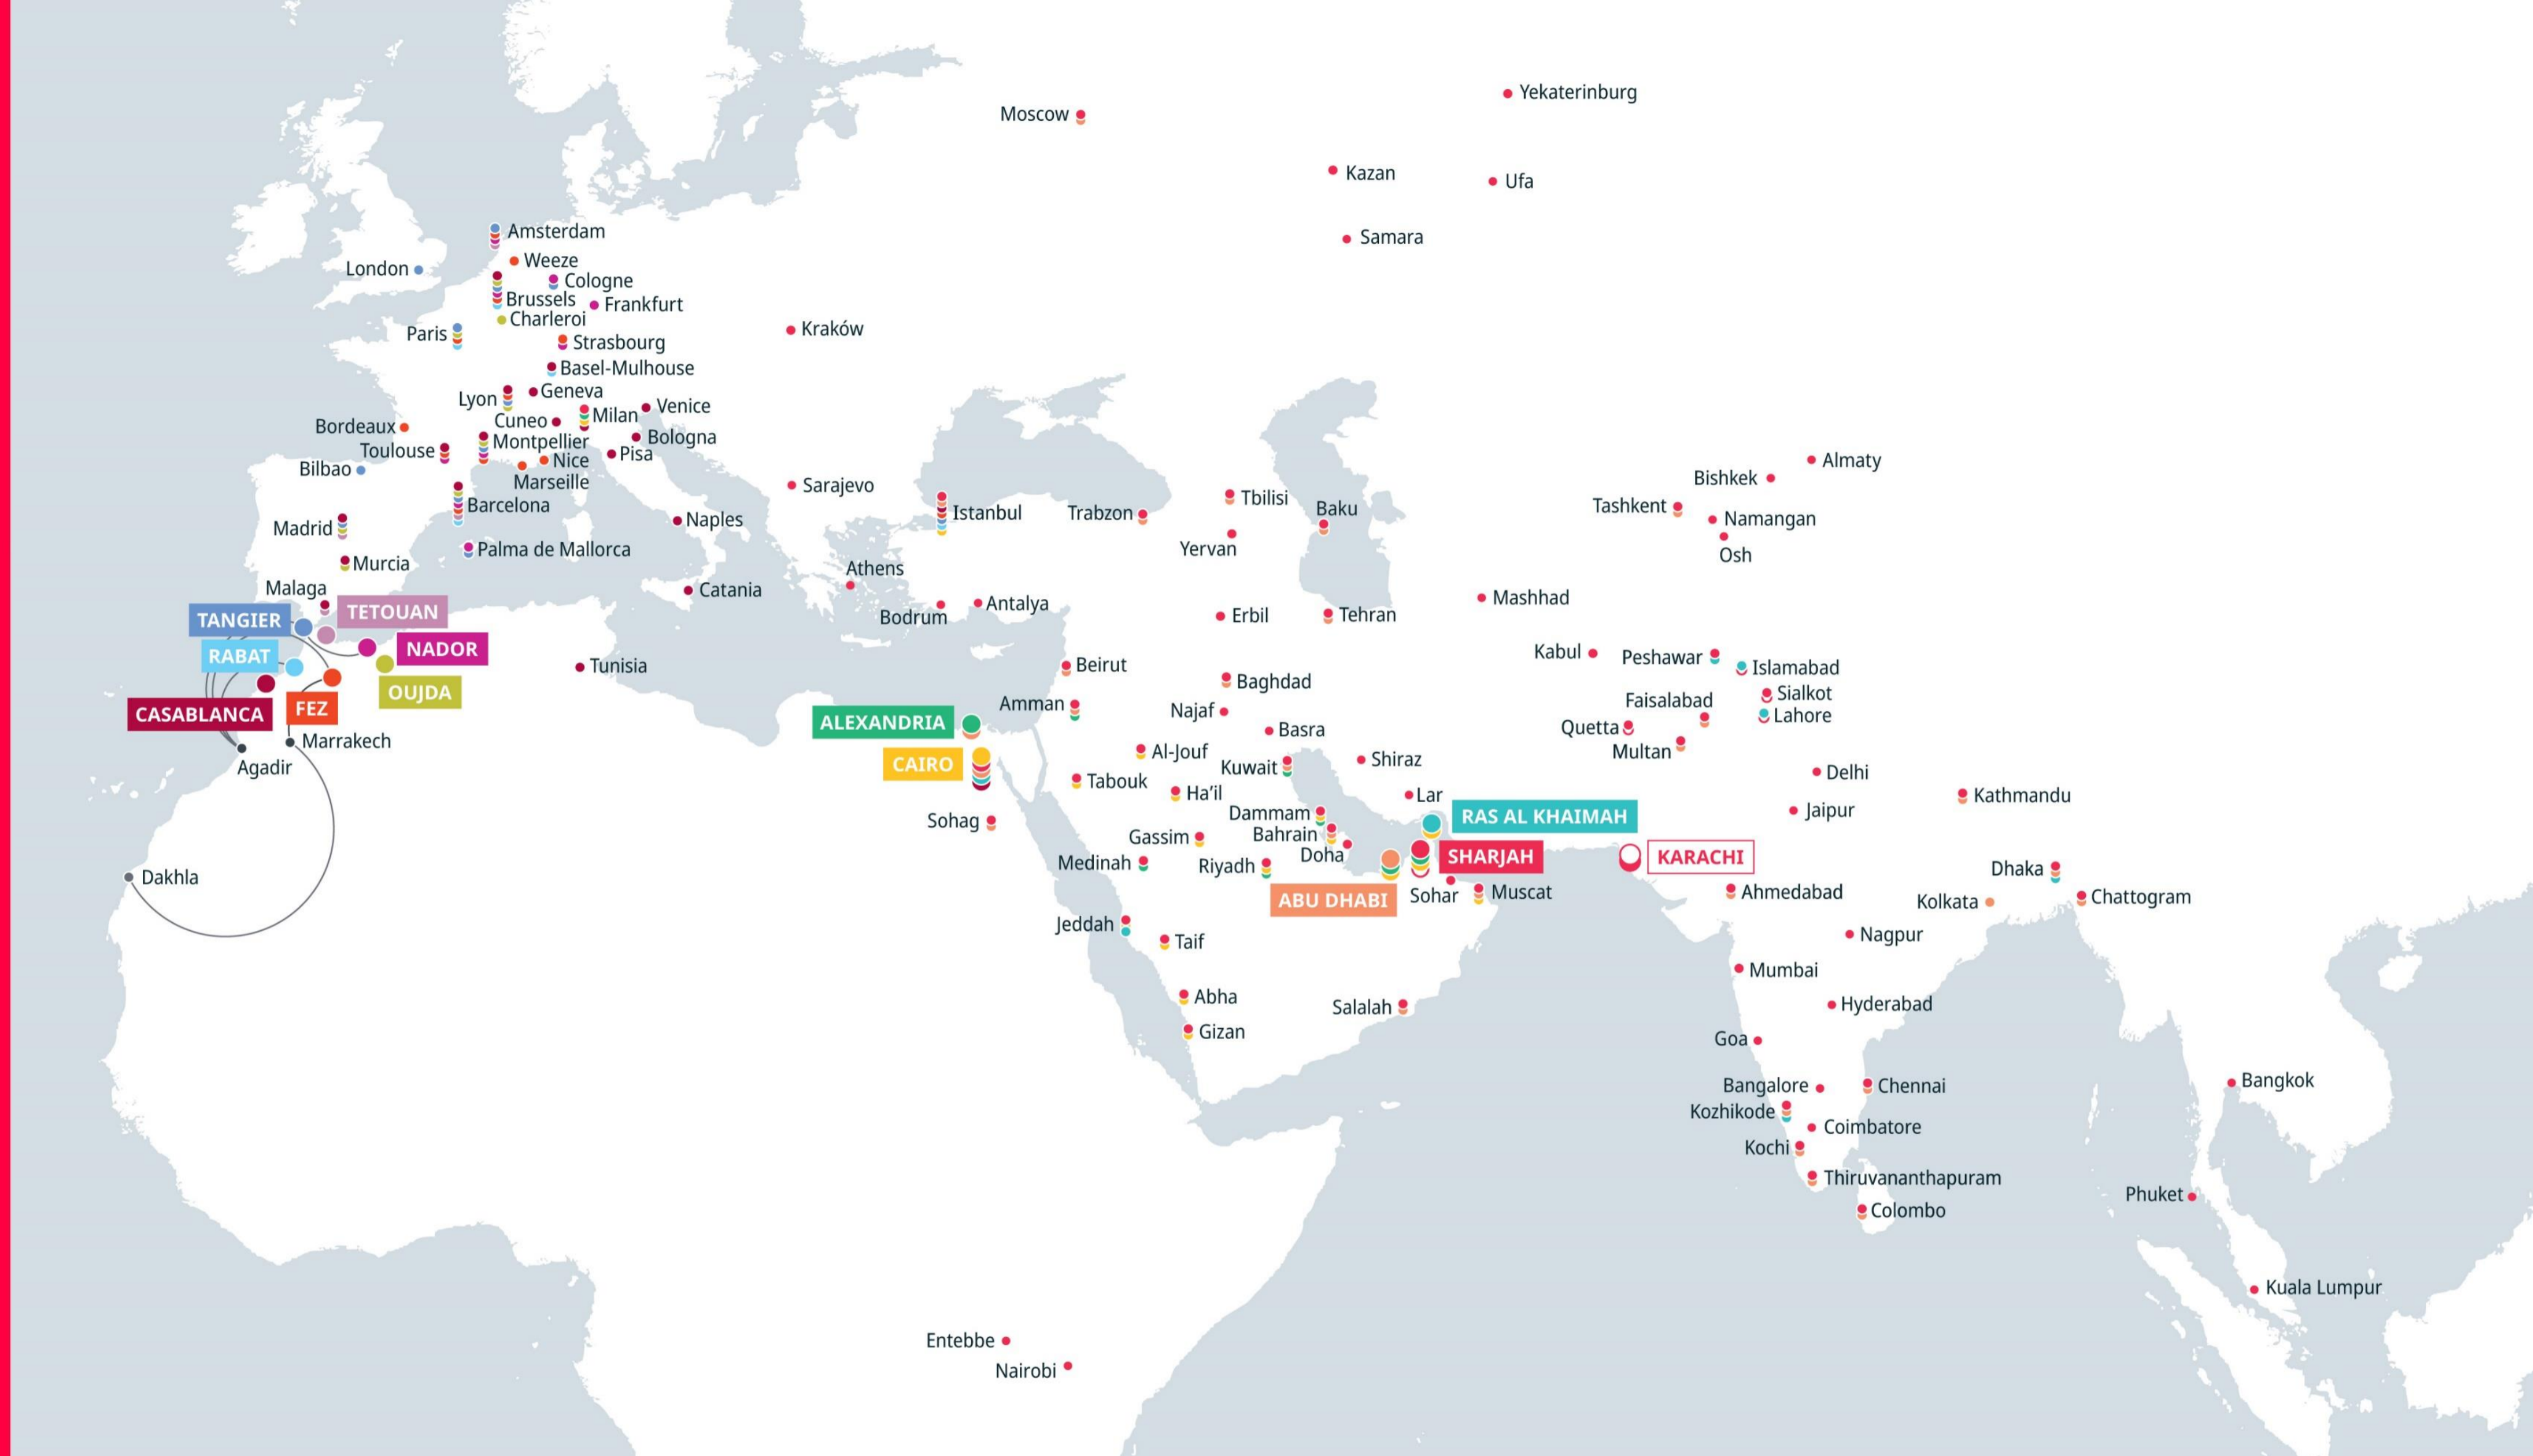 Yekaterinburg
Moscow
Kazan
Ufa
Samara
Amsterdam
Weeze
London
Cologne
Brussels
Frankfurt
Charleroi
Paris
Kraków
Strasbourg
Basel-Mulhouse
Geneva
Lyon
Venice
Milan
Cuneo
Bordeaux
Bologna
Montpellier
Toulouse
Pisa
Nice
Bilbao
Marseille
Almaty
Bishkek
Sarajevo
Tbilisi
Barcelona
Tashkent
Baku
Istanbul
Trabzon
Naples
Namangan
Madrid
Yervan
Palma de Mallorca
Osh
Murcia
Athens
Malaga
Catania
Mashhad
Antalya
TETOUAN
Bodrum
Erbil
Tehran
TANGIER
NADOR
Kabul
RABAT
Peshawar
Tunisia
Beirut
Islamabad
Baghdad
OUJDA
Sialkot
Faisalabad
Amman
FEZ
Najaf
CASABLANCA
Lahore
ALEXANDRIA
Quetta
Basra
Marrakech
Al-Jouf
Multan
Shiraz
CAIRO
Agadir
Kuwait
Delhi
Tabouk
Ha’il
Lar
Kathmandu
Jaipur
Dammam
RAS AL KHAIMAH
Sohag
Bahrain
Gassim
Doha
SHARJAH
KARACHI
Medinah
Riyadh
Dhaka
Dakhla
Muscat
Ahmedabad
Sohar
Chattogram
ABU DHABI
Kolkata
Jeddah
Nagpur
Taif
Mumbai
Abha
Hyderabad
Salalah
Gizan
Goa
Bangkok
Bangalore
Chennai
Kozhikode
Coimbatore
Kochi
Thiruvananthapuram
Phuket
Colombo
Kuala Lumpur
Entebbe
Nairobi